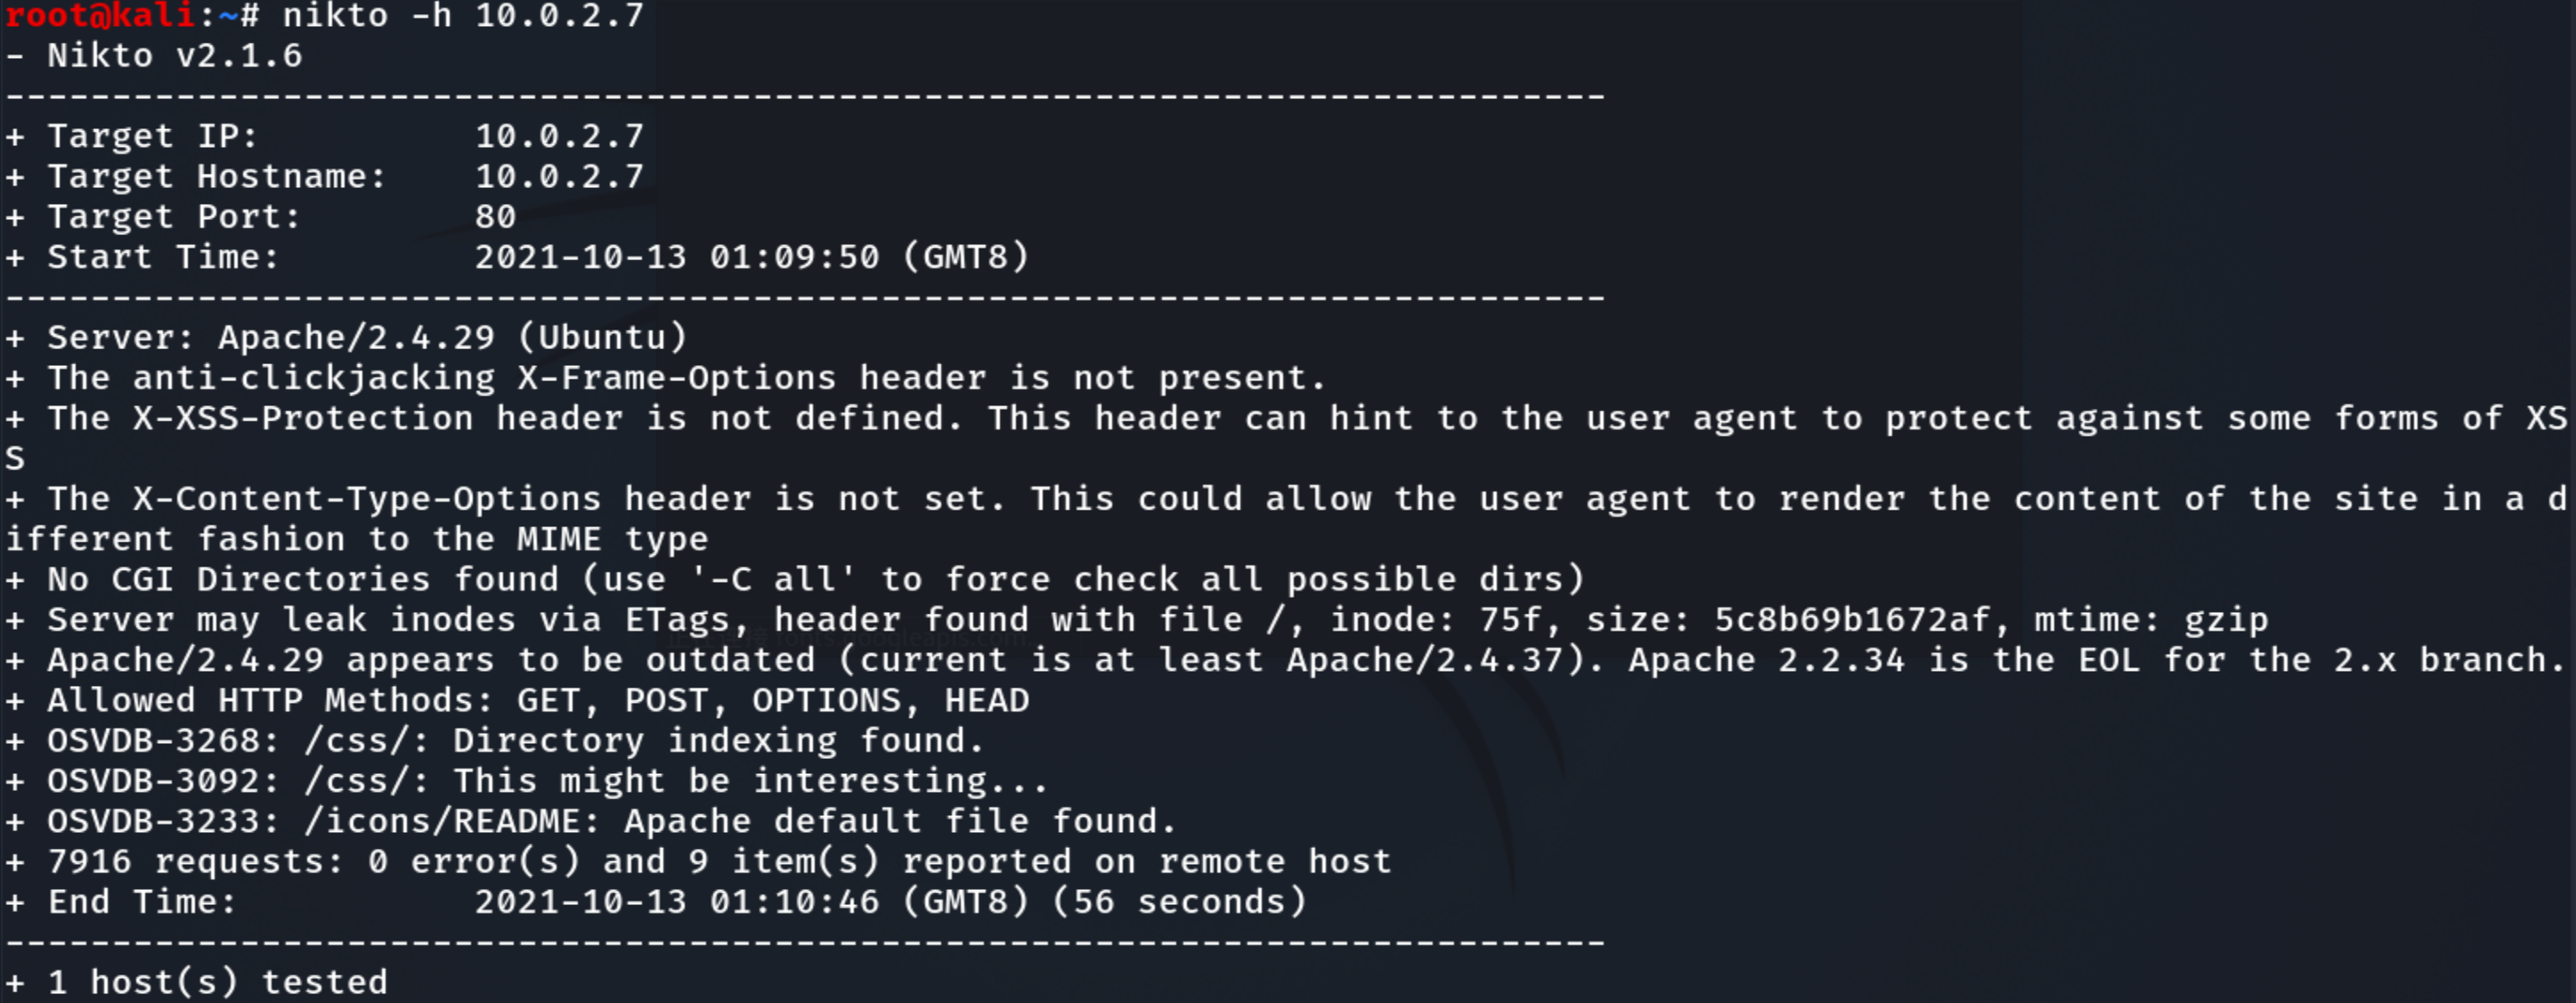 root@kali:~# nikto -h 10.0.2.7
- Nikto v2.1.6
---------------------------------------------------------------------------
+ Target IP:          10.0.2.7
+ Target Hostname:    10.0.2.7
+ Target Port:        80
+ Start Time:         2021-10-13 01:09:50 (GMT8)
---------------------------------------------------------------------------
+ Server: Apache/2.4.29 (Ubuntu)
+ The anti-clickjacking X-Frame-Options header is not present.
+ The X-XSS-Protection header is not defined. This header can hint to the user agent to protect against some forms of XS
S
+ The X-Content-Type-Options header is not set. This could allow the user agent to render the content of the site in a d
ifferent fashion to the MIME type
+ No CGI Directories found (use '-C all' to force check all possible dirs)
+ Server may leak inodes via ETags, header found with file /, inode: 75f, size: 5c8b69b1672af, mtime: gzip
+ Apache/2.4.29 appears to be outdated (current is at least Apache/2.4.37). Apache 2.2.34 is the EOL for the 2.x branch.
+ Allowed HTTP Methods: GET, POST, OPTIONS, HEAD
+ OSVDB-3268: /css/: Directory indexing found.
+ OSVDB-3092: /css/: This might be interesting...
+ OSVDB-3233: /icons/README: Apache default file found.
+ 7916 requests: 0 error(s) and 9 item(s) reported on remote host
+ End Time:           2021-10-13 01:10:46 (GMT8) (56 seconds)
---------------------------------------------------------------------------
+ 1 host(s) tested